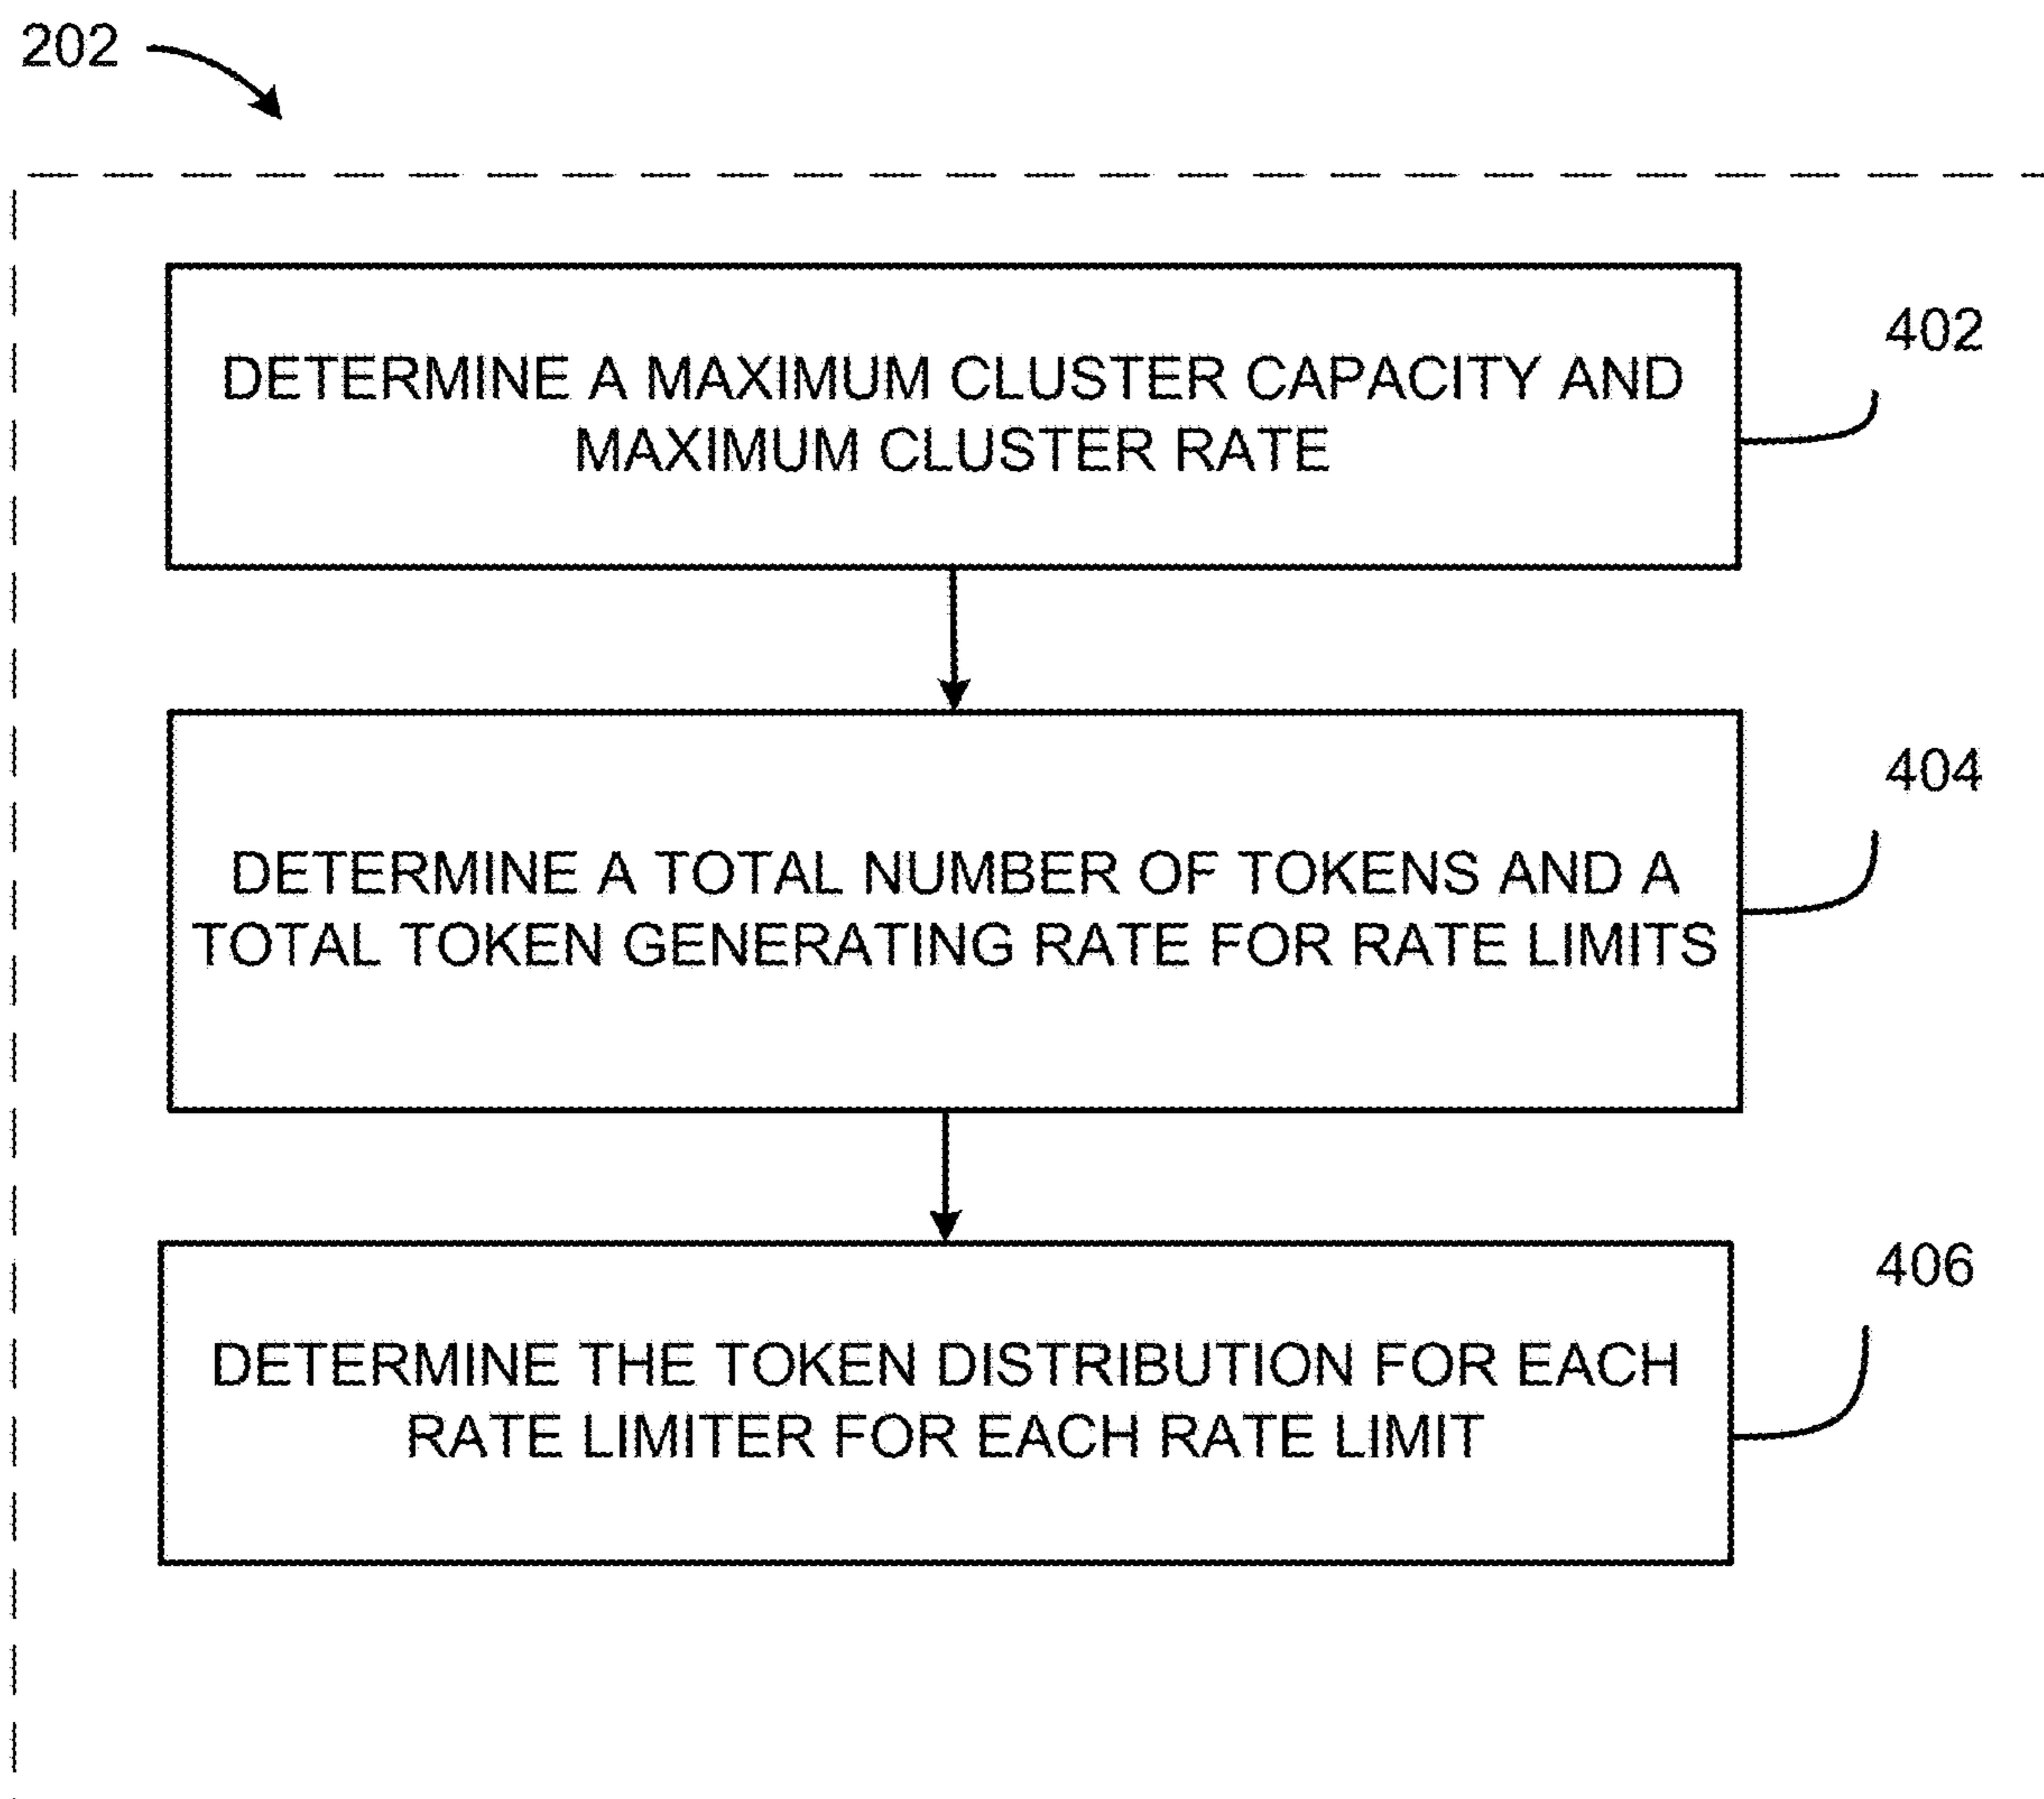 202
402
DETERMINE A MAXIMUM CLUSTER CAPACITY AND
MAXIMUM CLUSTER RATE
404
DETERMINE A TOTAL NUMBER OF TOKENS AND A
TOTAL TOKEN GENERATING RATE FOR RATE LIMITS
406
DETERMINE THE TOKEN DISTRIBUTION FOR EACH
RATE LIMITER FOR EACH RATE LIMIT